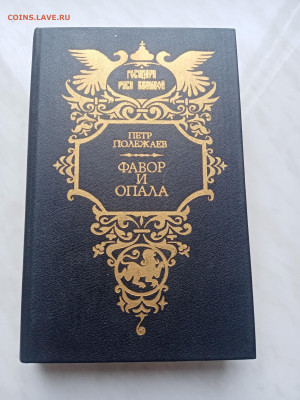 COINS.LAVE.RU
ГОСУДАРИ
РУСИ ВЕЛИКОЙ
ПЕТР
ПОЛЕЖАЕВ
ФАВОР И
ОПАЛА